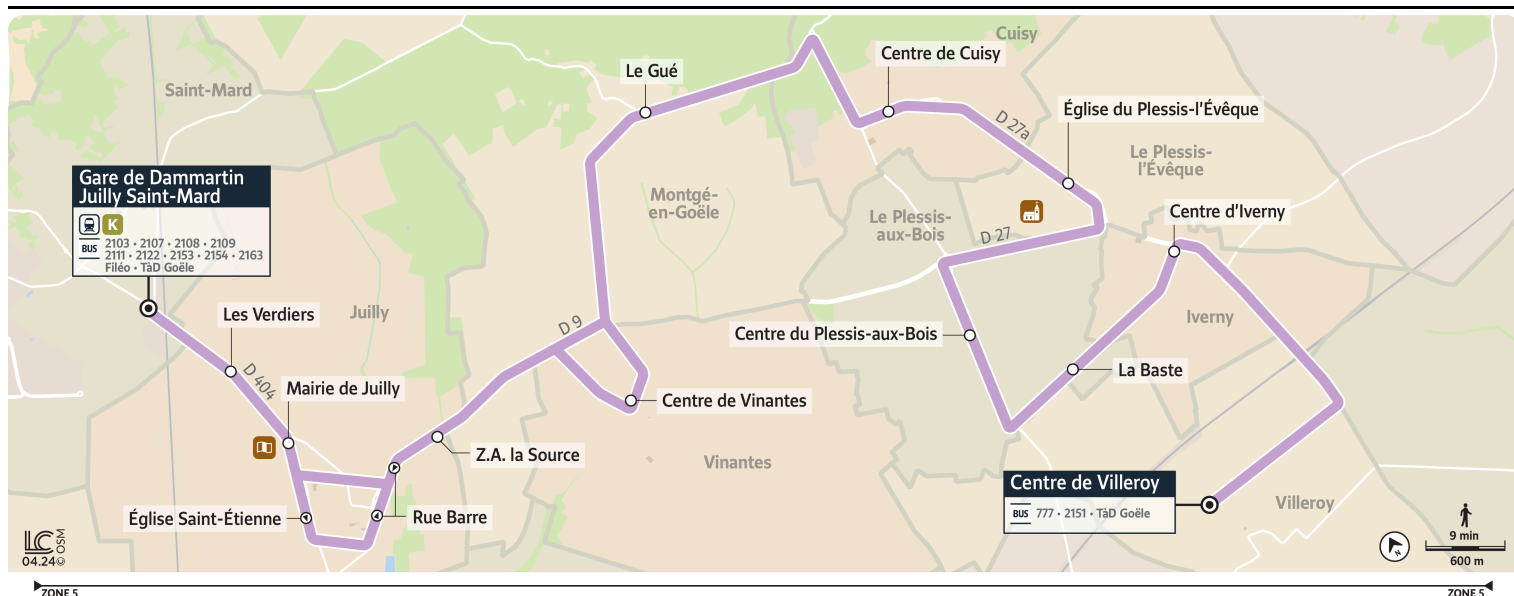 Cuisy
Centre de Cuisy
Le Gué
Saint-Mard
Église du Plessis-l'Évêque
D 27a
Le Plessis-
l'Évêque
Gare de Dammartin
Juilly Saint-Mard
K
BUS
2103 • 2107 • 2108 • 2109
2111 • 2122 • 2153 • 2154 • 2163
Filéo • TàD Goële
Montgé-
en-Goële
Le Plessis-
aux-Bois
D 27
Centre d'Iverny
Les Verdiers
Juilly
D 9
Iverny
Centre du Plessis-aux-Bois
D 404
La Baste
Mairie de Juilly
Centre de Vinantes
Z.A. la Source
Vinantes
Centre de Villeroy
BUS 777 • 2151 • TàD Goële
Villeroy
Église Saint-Étienne
Rue Barre
LC
04.24
© OSM
N
9 min
600 m
ZONE 5
ZONE 5